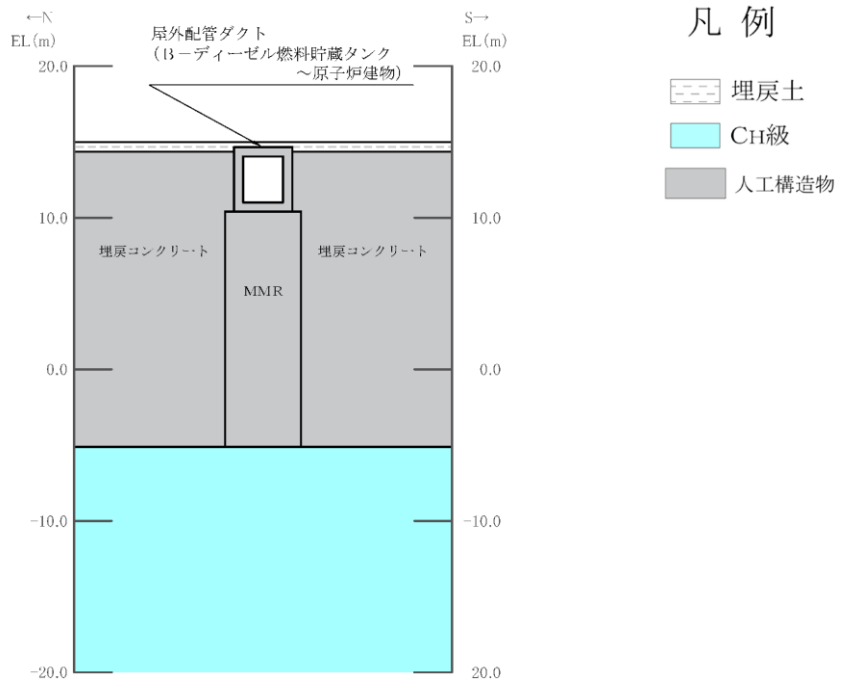 ←N
EL(m)
S→
EL(m)
屋外配管ダクト
(B-ディーゼル燃料貯蔵タンク
～原子炉建物)
20.0
20.0
10.0
10.0
埋戻コンクリート
埋戻コンクリート
MMR
0.0
0.0
-10.0
-10.0
-20.0
20.0
凡 例
埋戻土
CH級
人工構造物